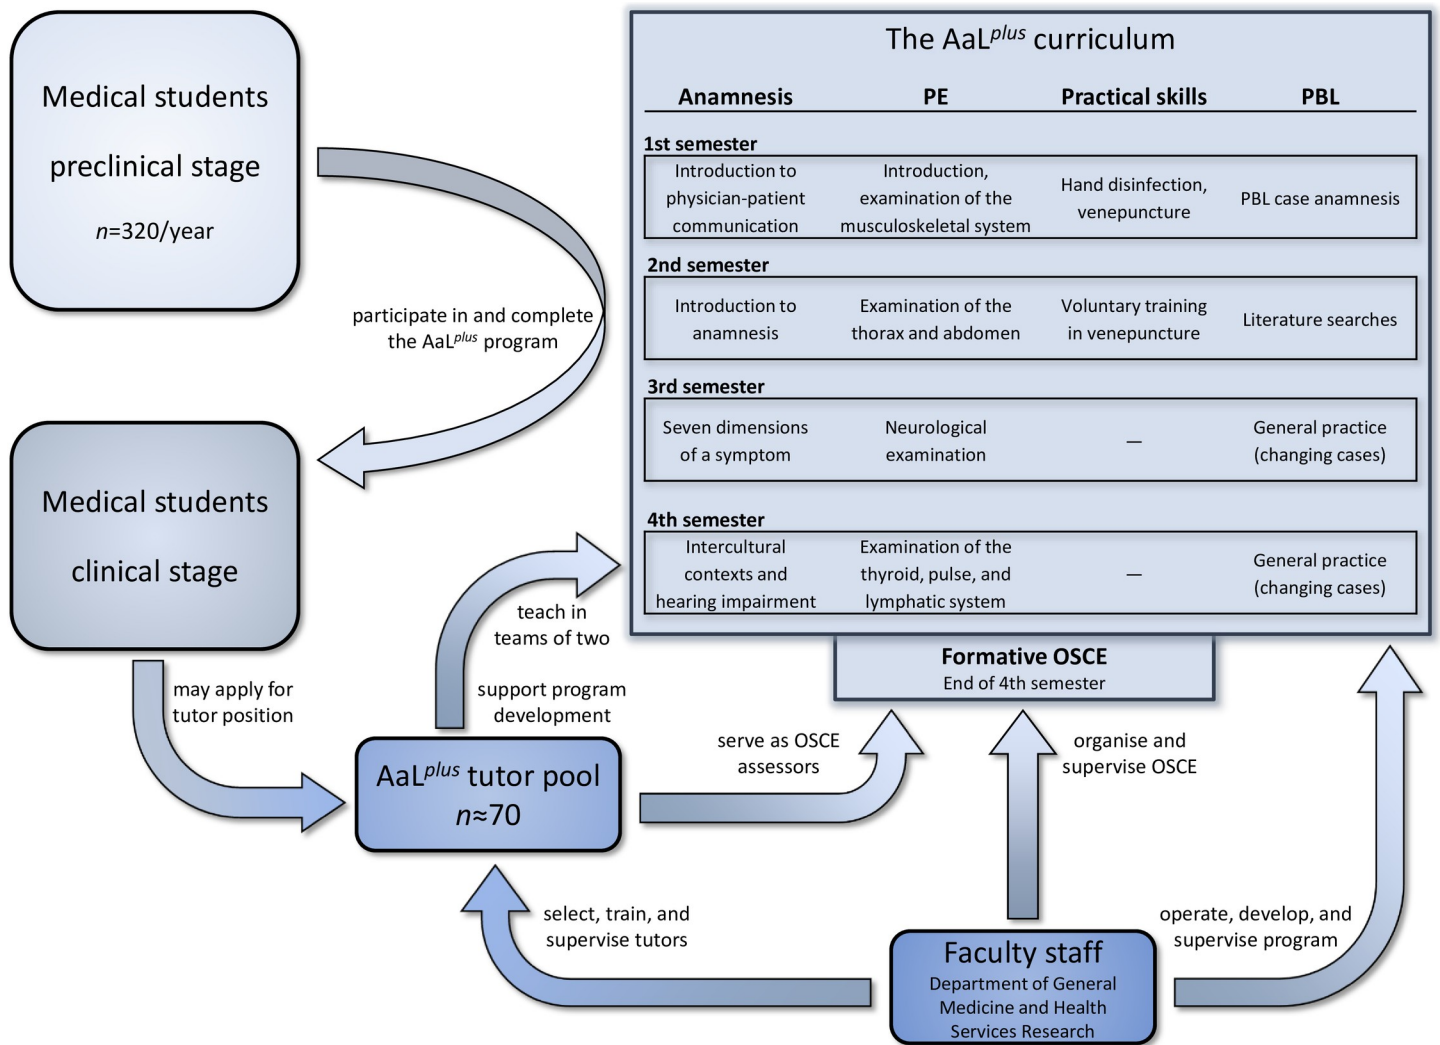 Medical students
preclinical stage
n=320/year
participate in and complete
the AaLplus program
Medical students
clinical stage
may apply for
tutor position
AaLplus tutor pool
n≈70
teach in
teams of two
support program
development
serve as OSCE
assessors
select, train, and
supervise tutors
organise and
supervise OSCE
operate, develop, and
supervise program
Faculty staff
Department of General
Medicine and Health
Services Research
The AaLplus curriculum
Anamnesis PE Practical skills PBL
1st semester
Introduction to
physician-patient
communication
Introduction,
examination of the
musculoskeletal system
Hand disinfection,
venepuncture
PBL case anamnesis
2nd semester
Introduction to
anamnesis
Examination of the
thorax and abdomen
Voluntary training
in venepuncture
Literature searches
3rd semester
Seven dimensions
of a symptom
Neurological
examination
—
General practice
(changing cases)
4th semester
Intercultural
contexts and
hearing impairment
Examination of the
thyroid, pulse, and
lymphatic system
—
General practice
(changing cases)
Formative OSCE
End of 4th semester